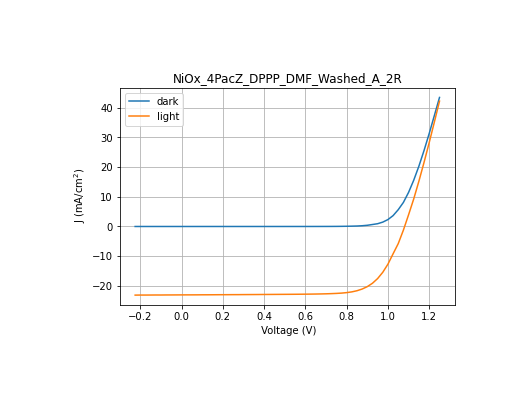 NiOx_4PacZ_DPPP_DMF_Washed_A_2R
dark
light
J (mA/cm²)
40
30
20
10
0
−10
−20
−0.2 0.0 0.2 0.4 0.6 0.8 1.0 1.2
Voltage (V)